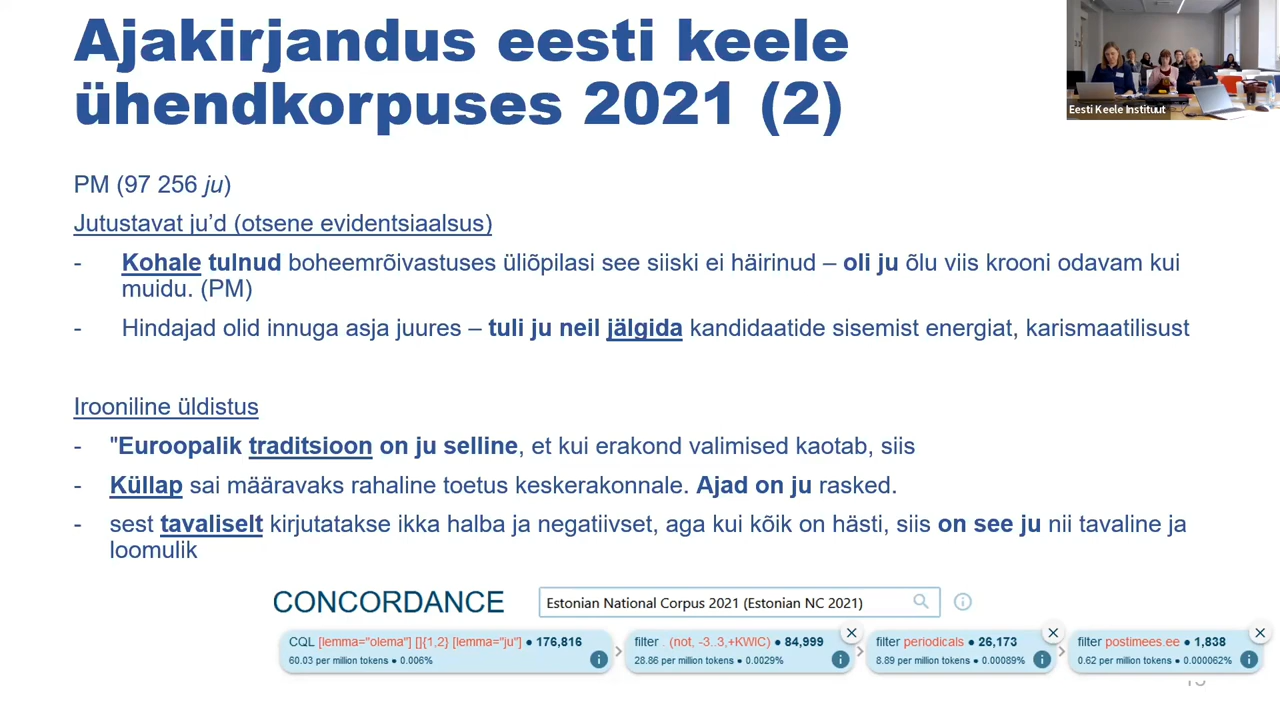 Ajakirjandus eesti keele
ühendkorpuses 2021 (2)
Eesti Keele Instituut
PM (97 256 ju)
Jutustavat ju’d (otsene evidentsiaalsus)
- Kohale tulnud boheemrõivastuses üliõpilasi see siiski ei häirinud – oli ju õlu viis krooni odavam kui
muidu. (PM)
- Hindajad olid innuga asja juures – tuli ju neil jälgida kandidaatide sisemist energiat, karismaatilisust
Irooniline üldistus
- "Euroopalik traditsioon on ju selline, et kui erakond valimised kaotab, siis
- Küllap sai määravaks rahaline toetus keskerakonnale. Ajad on ju rasked.
- sest tavaliselt kirjutatakse ikka halba ja negatiivset, aga kui kõik on hästi, siis on see ju nii tavaline ja
loomulik
CONCORDANCE
Estonian National Corpus 2021 (Estonian NC 2021)
CQL [lemma="olema"] []{1,2} [lemma="ju"] • 176,816
60.03 per million tokens • 0.006%
filter . (not, -3..3,+KWIC) • 84,999
28.86 per million tokens • 0.0029%
filter periodicals • 26,173
8.89 per million tokens • 0.00089%
filter postimees.ee • 1,838
0.62 per million tokens • 0.000062%